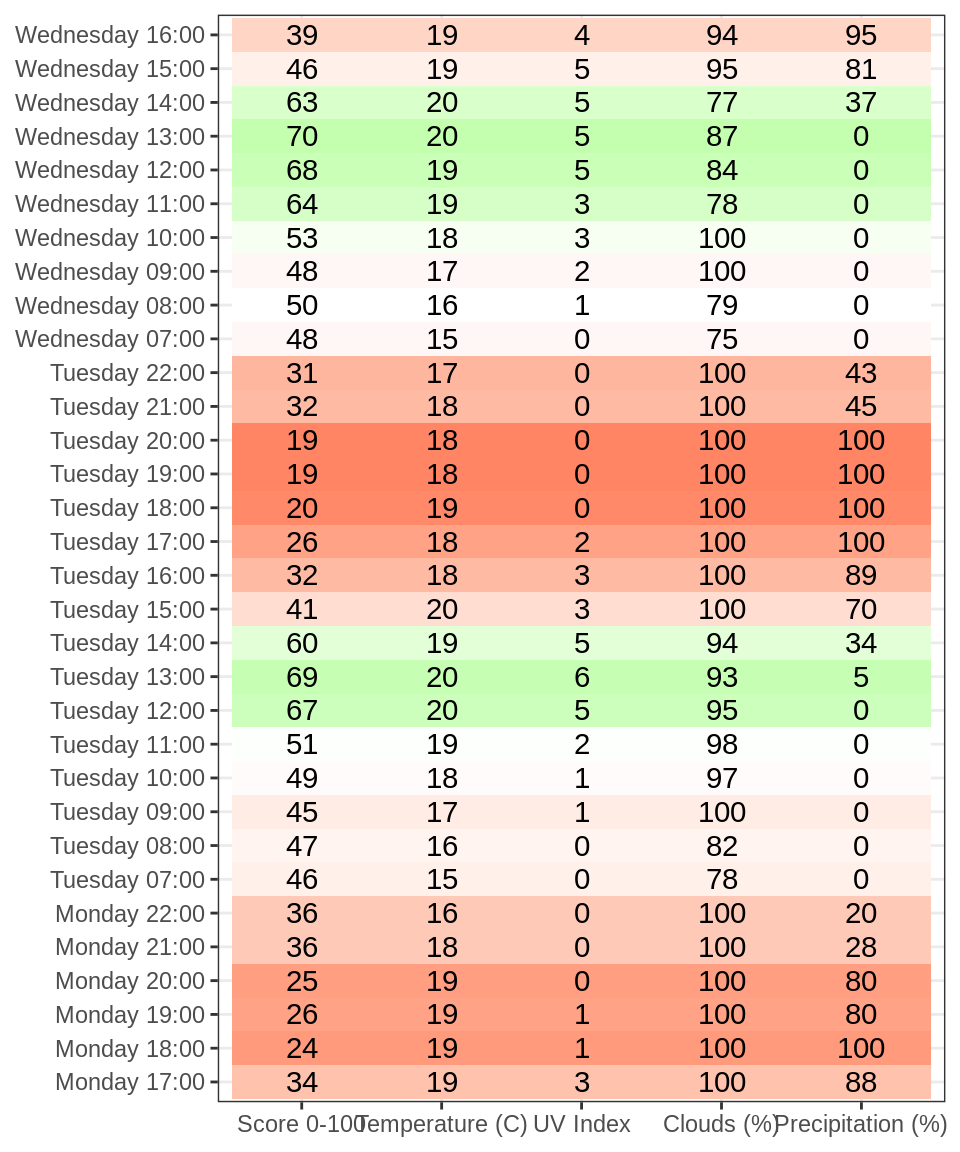 Wednesday 16:00 39 19 4 94 95
Wednesday 15:00 46 19 5 95 81
Wednesday 14:00 63 20 5 77 37
Wednesday 13:00 70 20 5 87 0
Wednesday 12:00 68 19 5 84 0
Wednesday 11:00 64 19 3 78 0
Wednesday 10:00 53 18 3 100 0
Wednesday 09:00 48 17 2 100 0
Wednesday 08:00 50 16 1 79 0
Wednesday 07:00 48 15 0 75 0
Tuesday 22:00 31 17 0 100 43
Tuesday 21:00 32 18 0 100 45
Tuesday 20:00 19 18 0 100 100
Tuesday 19:00 19 18 0 100 100
Tuesday 18:00 20 19 0 100 100
Tuesday 17:00 26 18 2 100 100
Tuesday 16:00 32 18 3 100 89
Tuesday 15:00 41 20 3 100 70
Tuesday 14:00 60 19 5 94 34
Tuesday 13:00 69 20 6 93 5
Tuesday 12:00 67 20 5 95 0
Tuesday 11:00 51 19 2 98 0
Tuesday 10:00 49 18 1 97 0
Tuesday 09:00 45 17 1 100 0
Tuesday 08:00 47 16 0 82 0
Tuesday 07:00 46 15 0 78 0
Monday 22:00 36 16 0 100 20
Monday 21:00 36 18 0 100 28
Monday 20:00 25 19 0 100 80
Monday 19:00 26 19 1 100 80
Monday 18:00 24 19 1 100 100
Monday 17:00 34 19 3 100 88
Score 0-100 Temperature (C) UV Index Clouds (%) Precipitation (%)